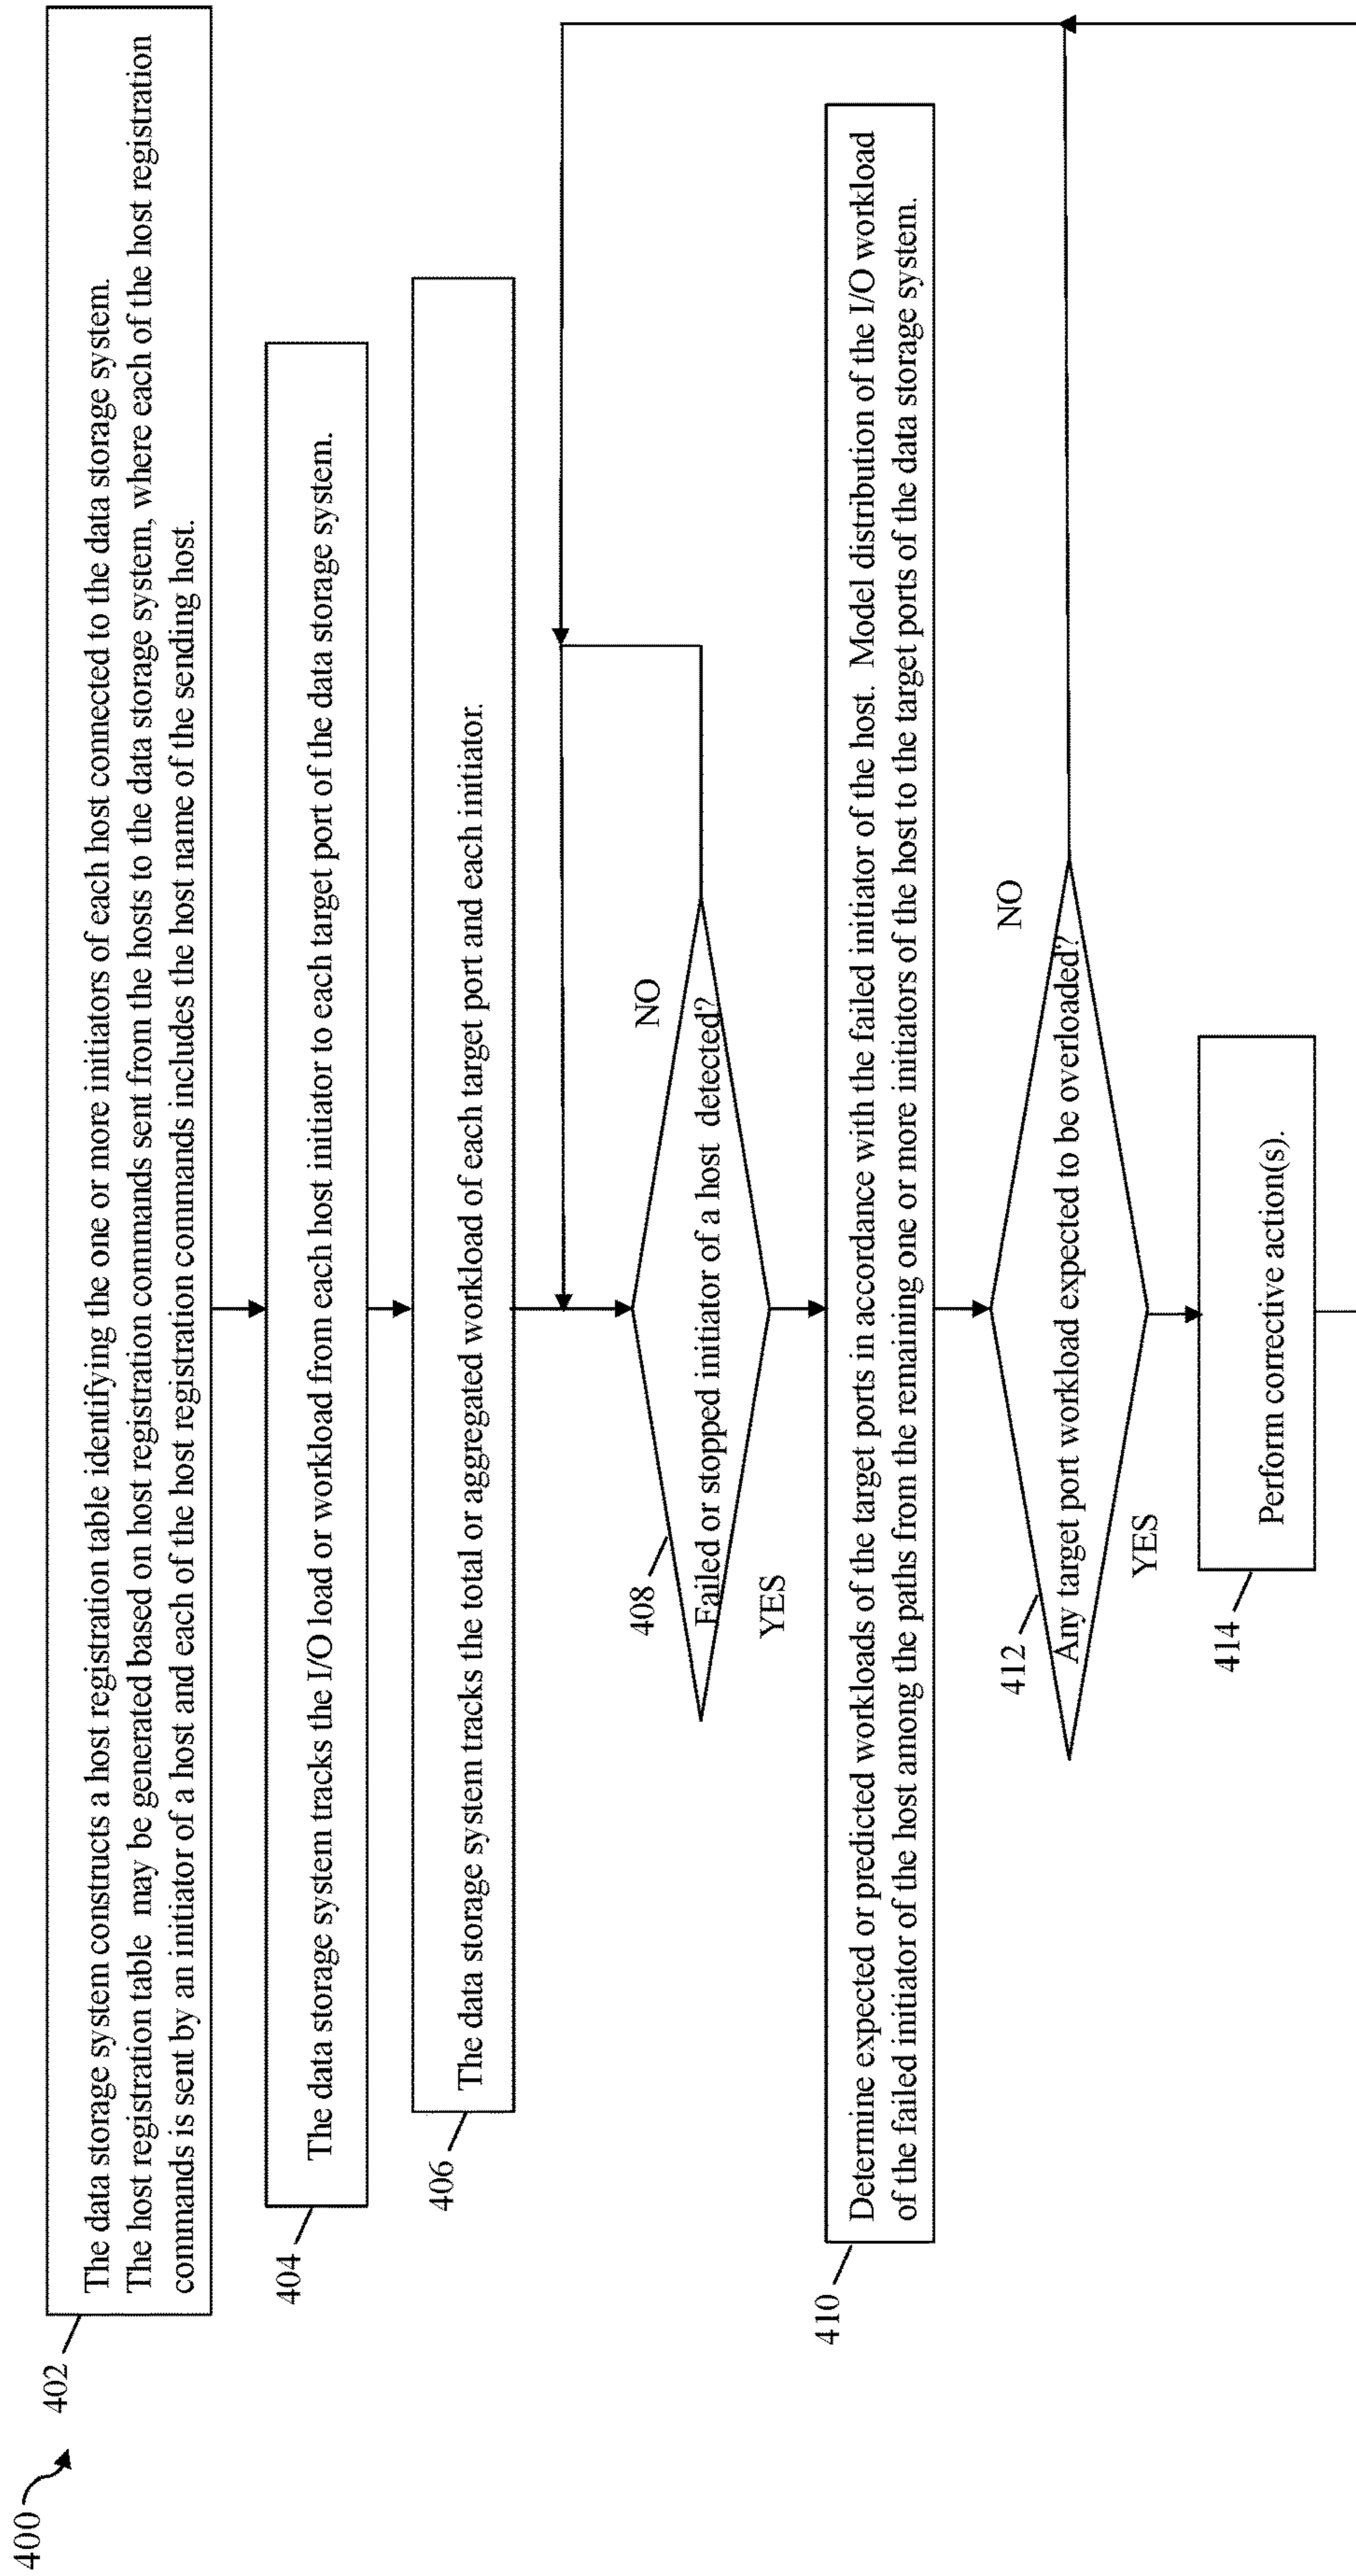 400
402
The data storage system constructs a host registration table identifying the one or more initiators of each host connected to the data storage system.
The host registration table may be generated based on host registration commands sent from the hosts to the data storage system, where each of the host registration
commands is sent by an initiator of a host and each of the host registration commands includes the host name of the sending host.
404
The data storage system tracks the I/O load or workload from each host initiator to each target port of the data storage system.
406
The data storage system tracks the total or aggregated workload of each target port and each initiator.
408
NO
Failed or stopped initiator of a host detected?
YES
410
Determine expected or predicted workloads of the target ports in accordance with the failed initiator of the host. Model distribution of the I/O workload
of the failed initiator of the host among the paths from the remaining one or more initiators of the host to the target ports of the data storage system.
412
NO
Any target port workload expected to be overloaded?
YES
414
Perform corrective action(s).